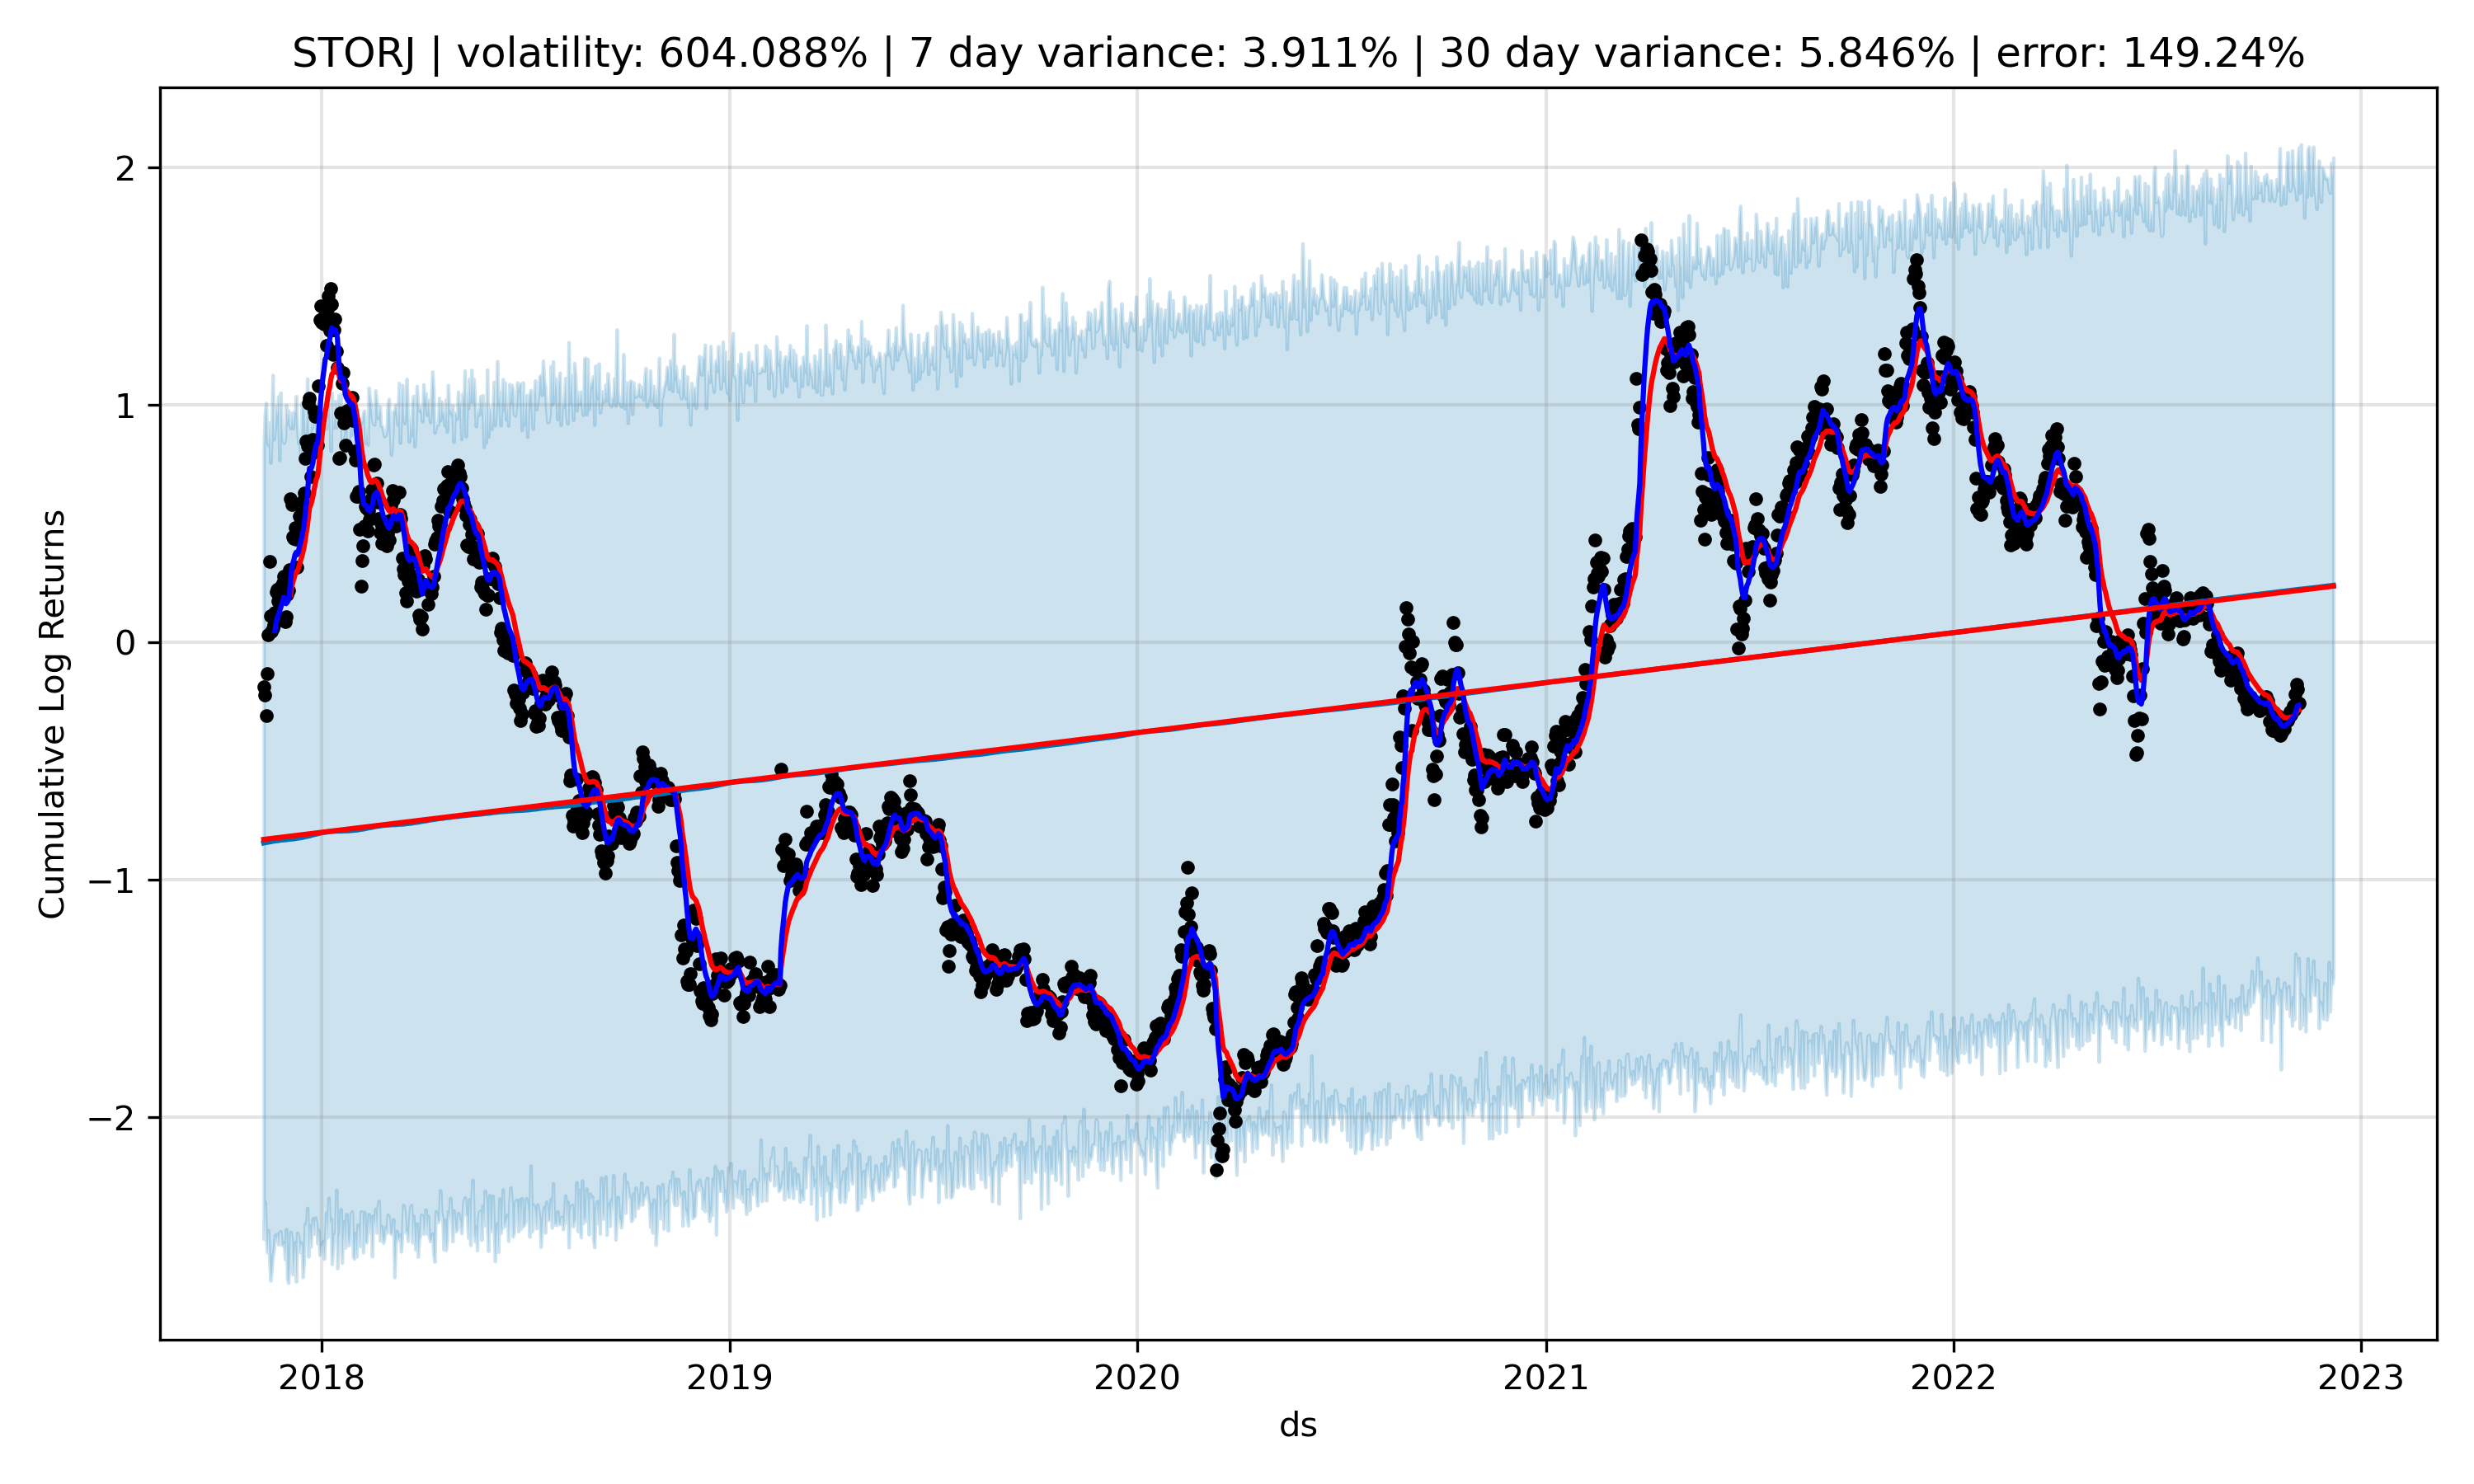 STORJ | volatility: 604.088% | 7 day variance: 3.911% | 30 day variance: 5.846% | error: 149.24%
Cumulative Log Returns
2
1
0
−1
−2
2018 2019 2020 2021 2022 2023
ds